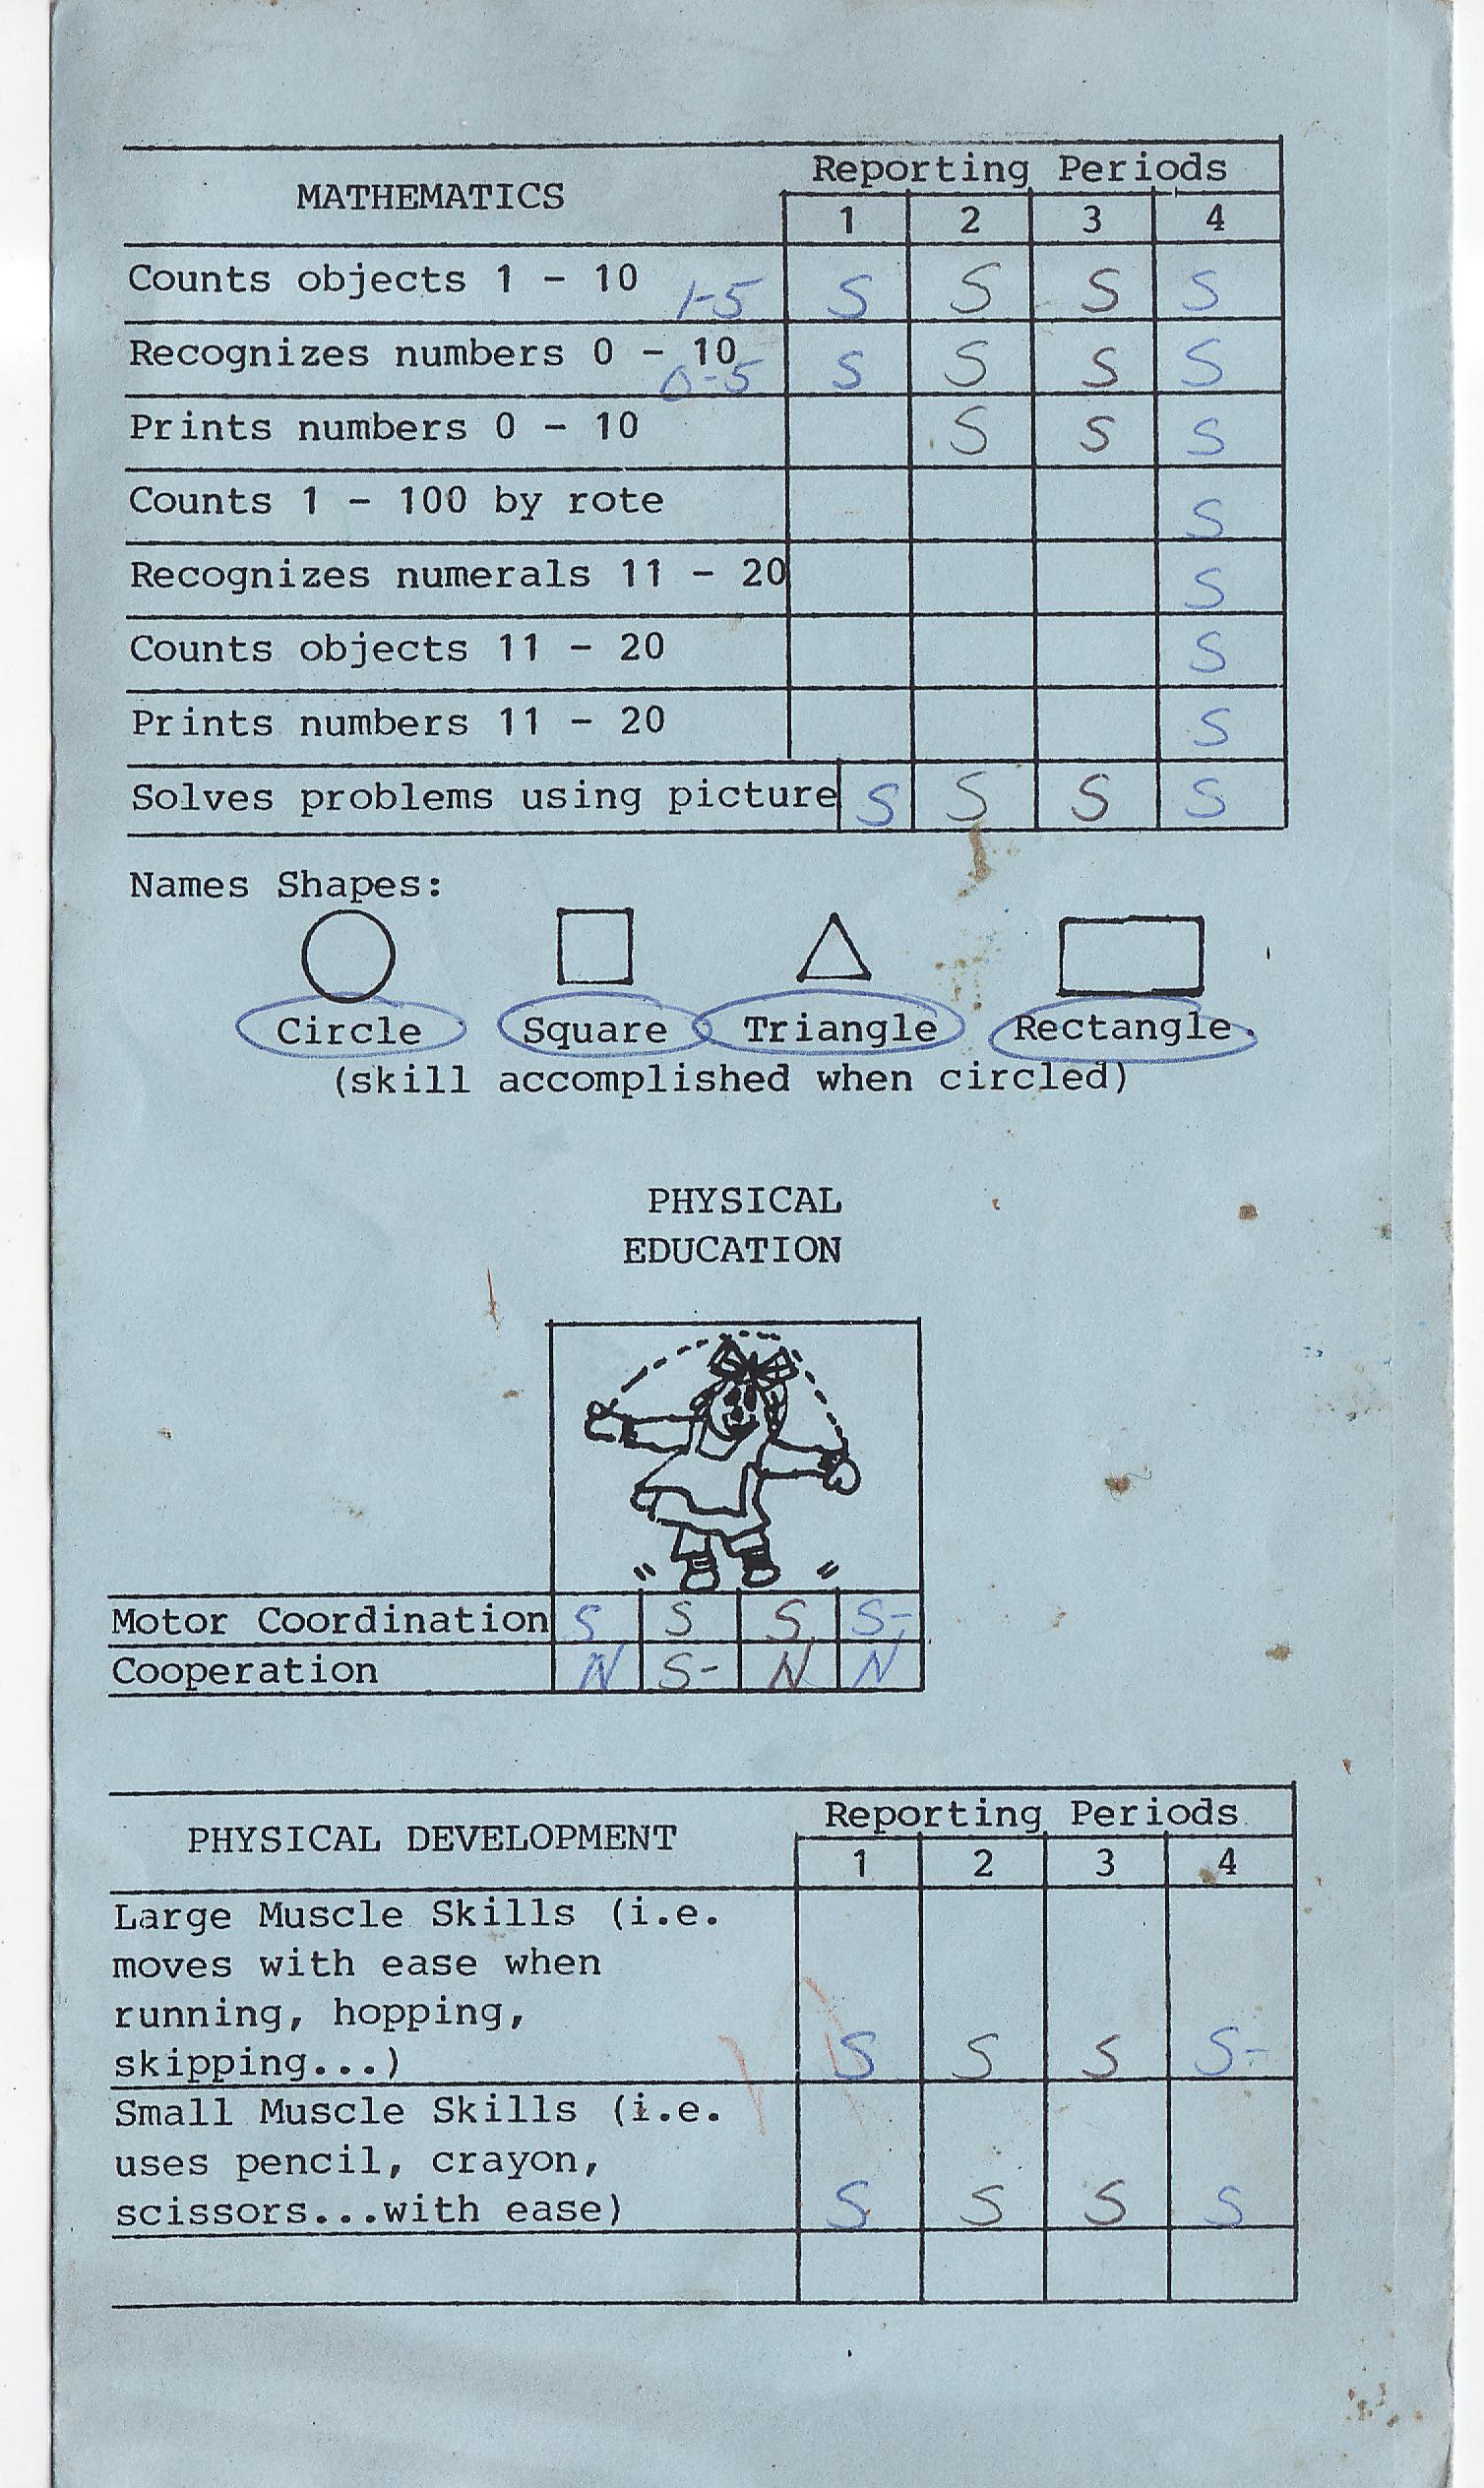 MATHEMATICS Reporting Periods
1 2 3 4
Counts objects 1 - 10 1-5 S S S S
Recognizes numbers 0 - 10 0-5 S S S S
Prints numbers 0 - 10 S S S
Counts 1 - 100 by rote S
Recognizes numerals 11 - 20 S
Counts objects 11 - 20 S
Prints numbers 11 - 20 S
Solves problems using picture S S S S
Names Shapes:
Circle Square Triangle Rectangle
(skill accomplished when circled)
PHYSICAL
EDUCATION
Motor Coordination S S S S-
Cooperation N S- N N
PHYSICAL DEVELOPMENT Reporting Periods
1 2 3 4
Large Muscle Skills (i.e.
moves with ease when
running, hopping,
skipping...) S S S S-
Small Muscle Skills (i.e.
uses pencil, crayon,
scissors...with ease) S S S S